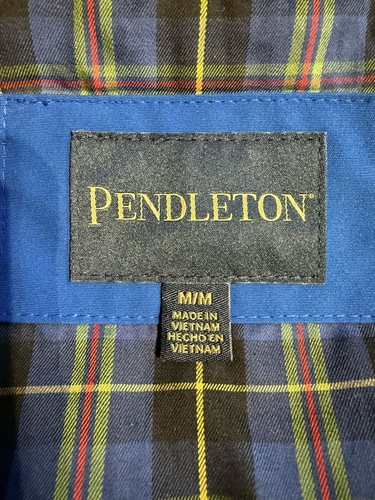 PENDLETON®
M/M
MADE IN
VIETNAM
HECHO EN
VIETNAM